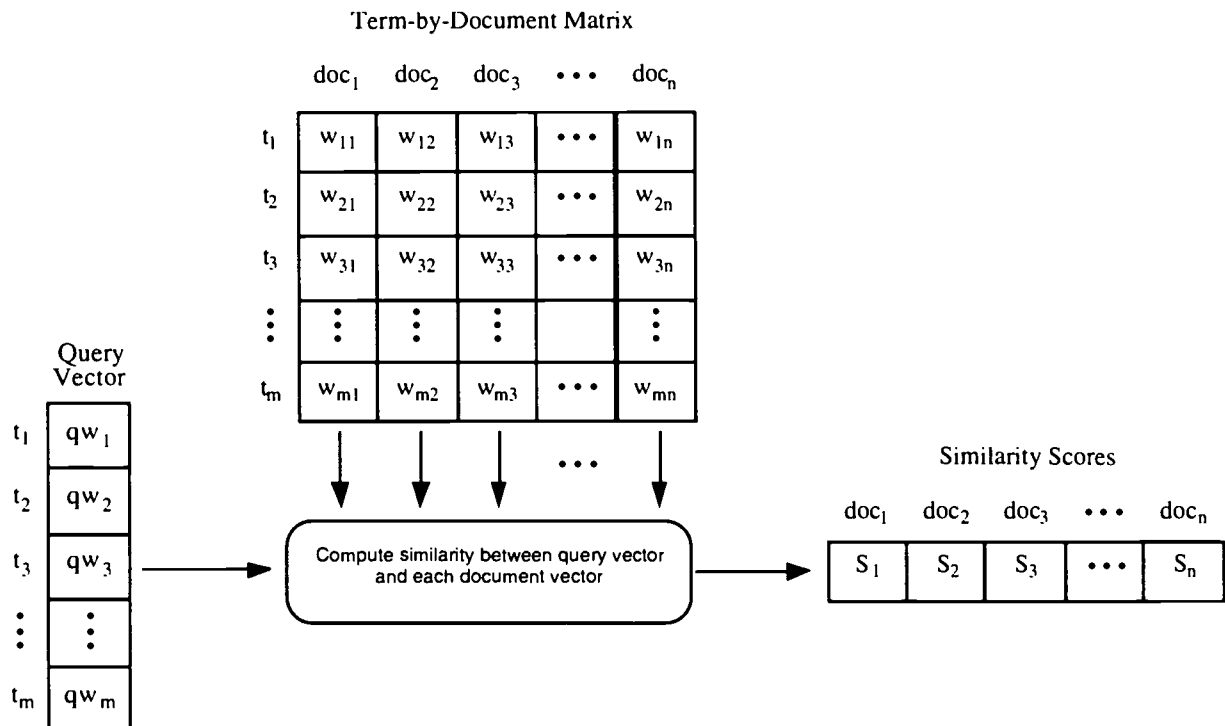 Term-by-Document Matrix
doc₁ doc₂ doc₃ ••• docₙ
t₁ w₁₁ w₁₂ w₁₃ ••• w₁ₙ
t₂ w₂₁ w₂₂ w₂₃ ••• w₂ₙ
t₃ w₃₁ w₃₂ w₃₃ ••• w₃ₙ
⋮ ⋮ ⋮ ⋮ ⋮
tₘ wₘ₁ wₘ₂ wₘ₃ ••• wₘₙ
•••
Query
Vector
t₁ qw₁
t₂ qw₂
t₃ qw₃
⋮ ⋮
tₘ qwₘ
Compute similarity between query vector
and each document vector
Similarity Scores
doc₁ doc₂ doc₃ ••• docₙ
S₁ S₂ S₃ ••• Sₙ